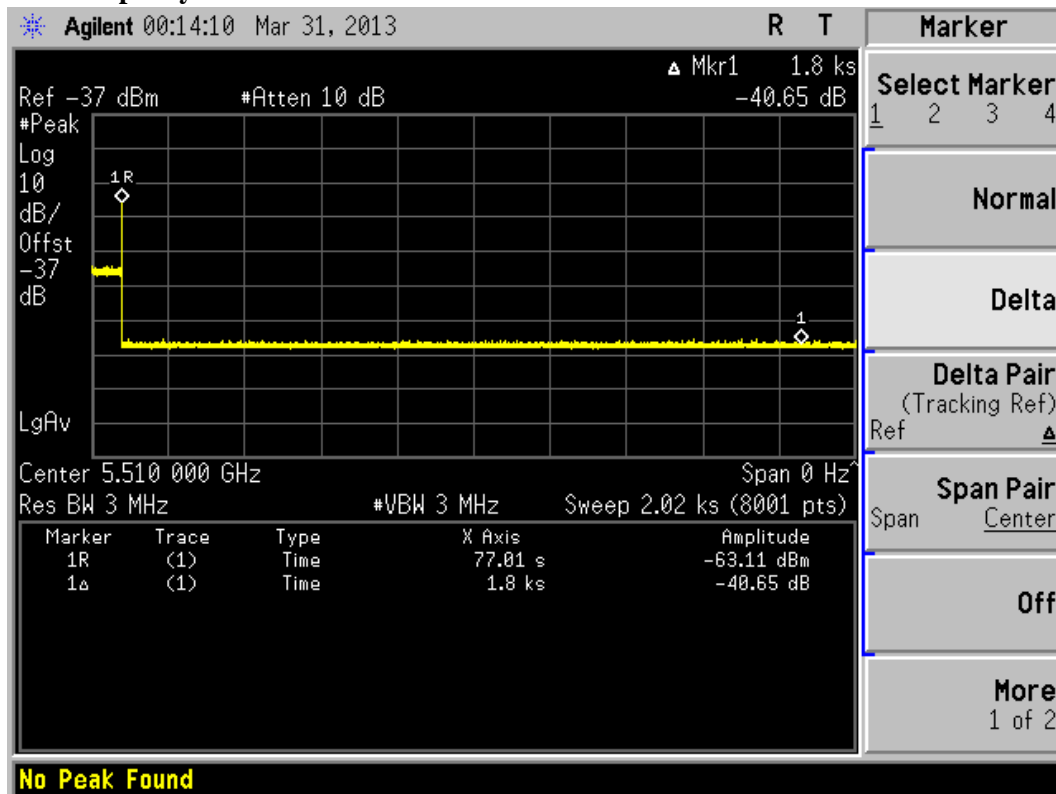 Agilent 00:14:10 Mar 31, 2013 R T
Δ Mkr1 1.8 ks
Ref -37 dBm #Atten 10 dB -40.65 dB
#Peak
Log
10
dB/
Offst
-37
dB
1R
1
LgAv
Center 5.510 000 GHz Span 0 Hz^
Res BW 3 MHz #VBW 3 MHz Sweep 2.02 ks (8001 pts)
Marker Trace Type X Axis Amplitude
1R (1) Time 77.01 s -63.11 dBm
1Δ (1) Time 1.8 ks -40.65 dB
No Peak Found
Marker
Select Marker
1 2 3 4
Normal
Delta
Delta Pair
(Tracking Ref)
Ref Δ
Span Pair
Span Center
Off
More
1 of 2